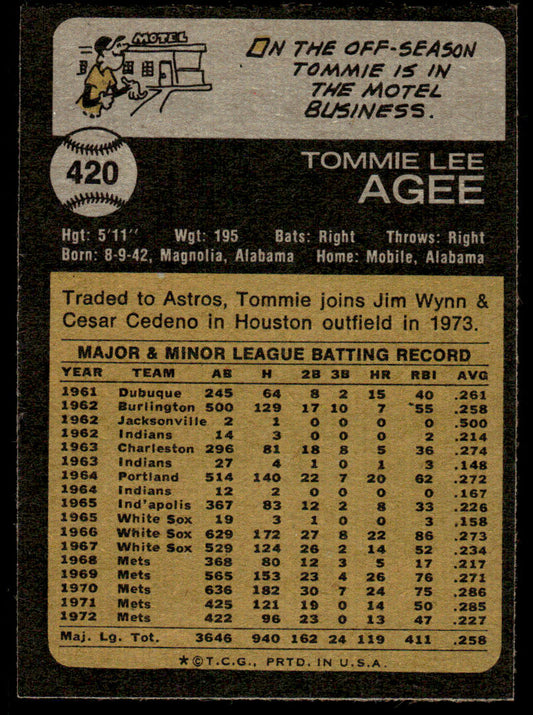 MOTEL
ON THE OFF-SEASON
TOMMIE IS IN
THE MOTEL
BUSINESS.
420
TOMMIE LEE
AGEE
Hgt: 5'11" Wgt: 195 Bats: Right Throws: Right
Born: 8-9-42, Magnolia, Alabama Home: Mobile, Alabama
Traded to Astros, Tommie joins Jim Wynn &
Cesar Cedeno in Houston outfield in 1973.
MAJOR & MINOR LEAGUE BATTING RECORD
YEAR TEAM AB H 2B 3B HR RBI AVG
1961 Dubuque 245 64 8 2 15 40 .261
1962 Burlington 500 129 17 10 7 55 .258
1962 Jacksonville 2 1 0 0 0 0 .500
1962 Indians 14 3 0 0 0 2 .214
1963 Charleston 296 81 18 8 5 36 .274
1963 Indians 27 4 1 0 1 3 .148
1964 Portland 514 140 22 7 20 62 .272
1964 Indians 12 2 0 0 0 0 .167
1965 Ind'apolis 367 83 12 2 8 33 .226
1965 White Sox 19 3 1 0 0 3 .158
1966 White Sox 629 172 27 8 22 86 .273
1967 White Sox 529 124 26 2 14 52 .234
1968 Mets 368 80 12 3 5 17 .217
1969 Mets 565 153 23 4 26 76 .271
1970 Mets 636 182 30 7 24 75 .286
1971 Mets 425 121 19 0 14 50 .285
1972 Mets 422 96 23 0 13 47 .227
Maj. Lg. Tot. 3646 940 162 24 119 411 .258
*©T.C.G., PRTD. IN U.S.A.